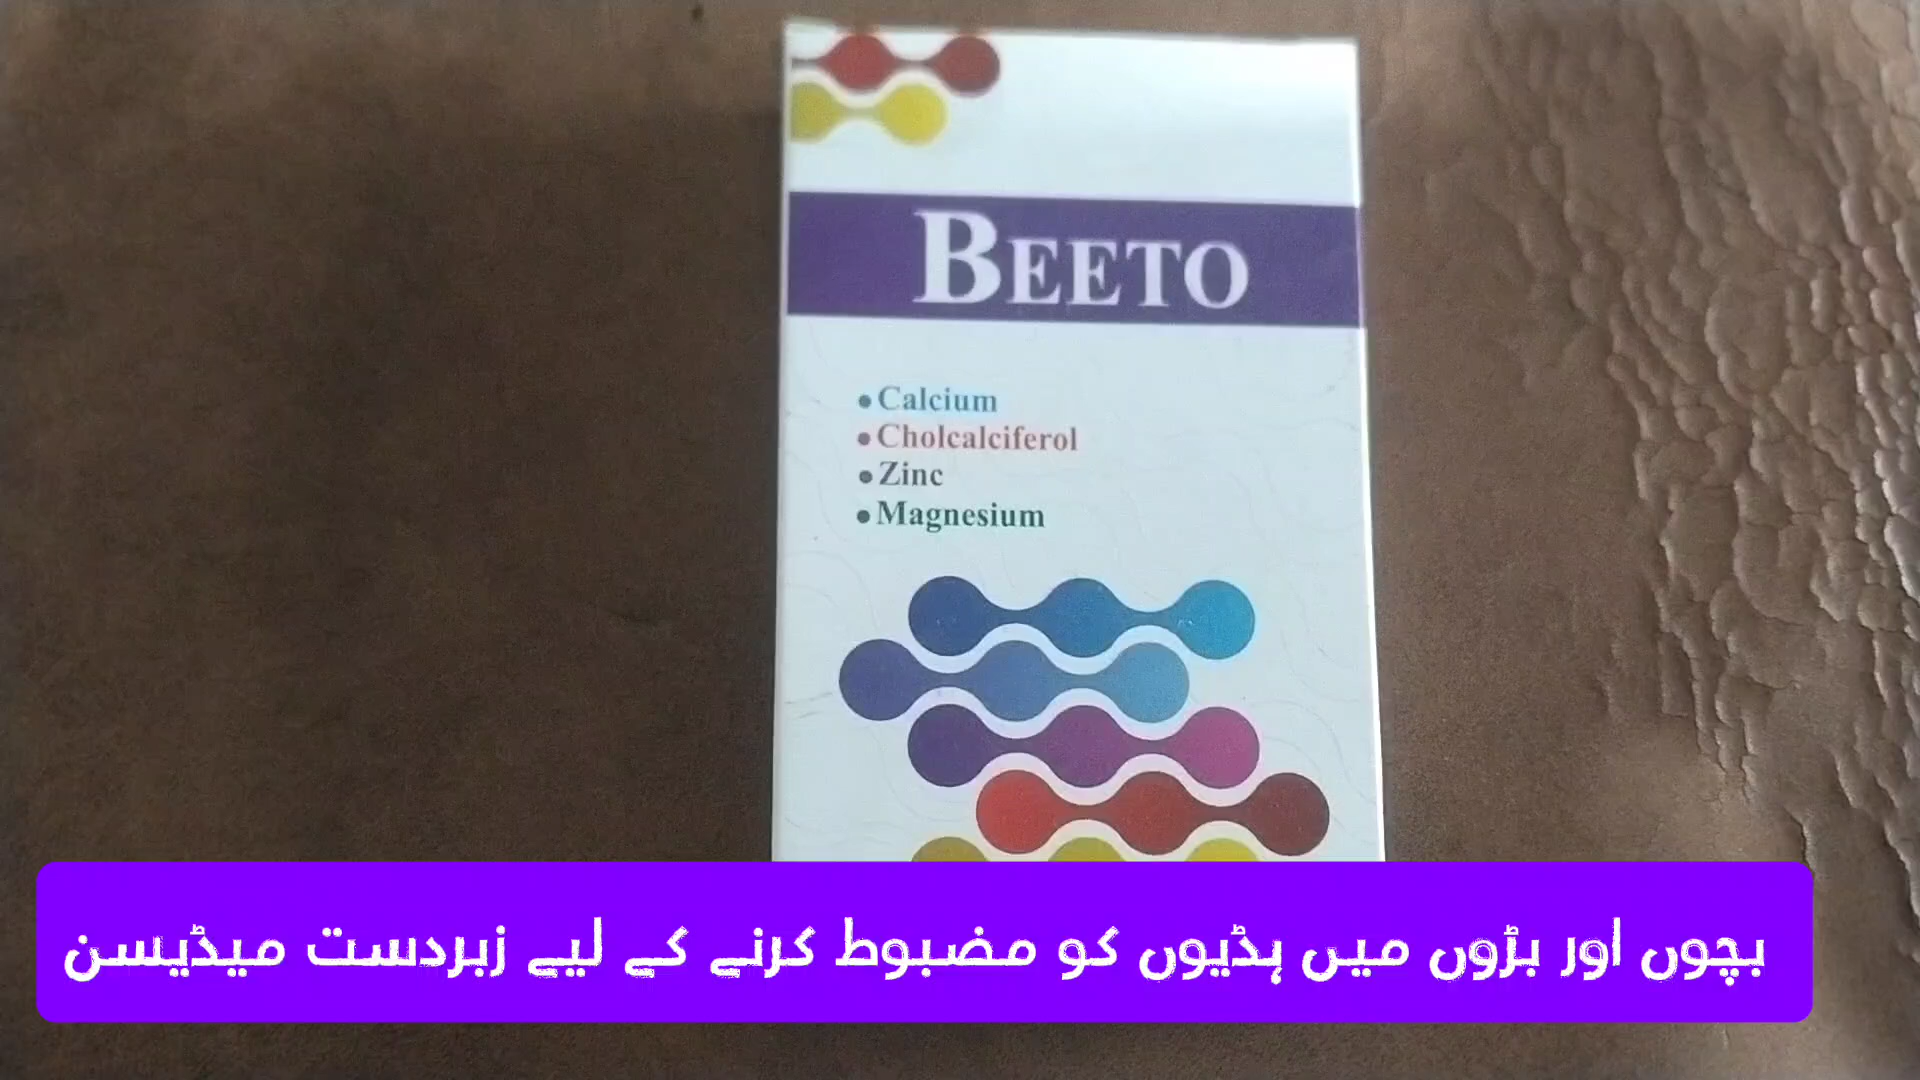 BEETO
• Calcium
• Cholcalciferol
• Zinc
• Magnesium
بچوں اور بڑوں میں ہڈیوں کو مضبوط کرنے کے لیے زبردست میڈیسن